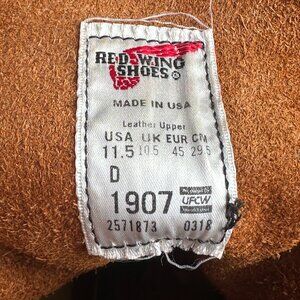 RED WING
SHOES ®
MADE IN USA
Leather Upper
USA UK EUR CM
11.5 10.5 45 29.5
D
1907
UFCW
2571873 0318